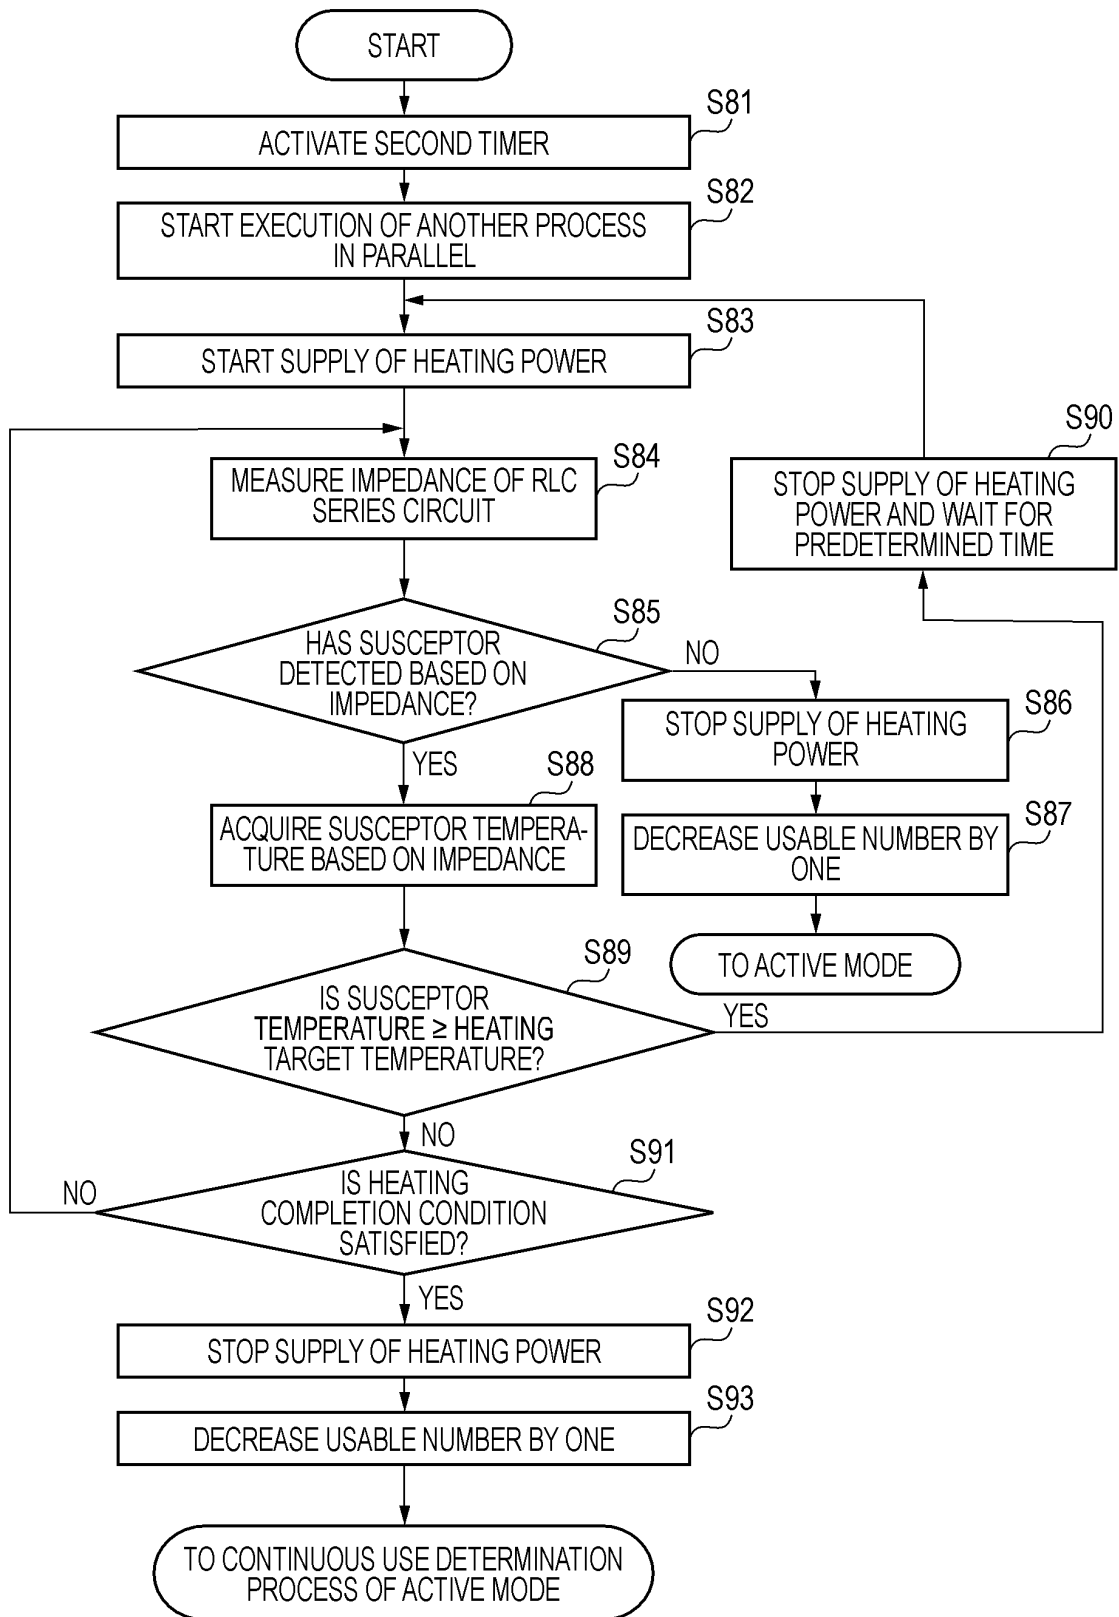 START
S81
ACTIVATE SECOND TIMER
S82
START EXECUTION OF ANOTHER PROCESS
IN PARALLEL
S83
START SUPPLY OF HEATING POWER
S90
STOP SUPPLY OF HEATING
POWER AND WAIT FOR
PREDETERMINED TIME
S84
MEASURE IMPEDANCE OF RLC
SERIES CIRCUIT
S85
HAS SUSCEPTOR
DETECTED BASED ON
IMPEDANCE?
NO
YES
S86
STOP SUPPLY OF HEATING
POWER
S87
DECREASE USABLE NUMBER BY
ONE
TO ACTIVE MODE
S88
ACQUIRE SUSCEPTOR TEMPERA-
TURE BASED ON IMPEDANCE
S89
IS SUSCEPTOR
TEMPERATURE ≥ HEATING
TARGET TEMPERATURE?
YES
NO
S91
IS HEATING
COMPLETION CONDITION
SATISFIED?
NO
YES
S92
STOP SUPPLY OF HEATING POWER
S93
DECREASE USABLE NUMBER BY ONE
TO CONTINUOUS USE DETERMINATION
PROCESS OF ACTIVE MODE